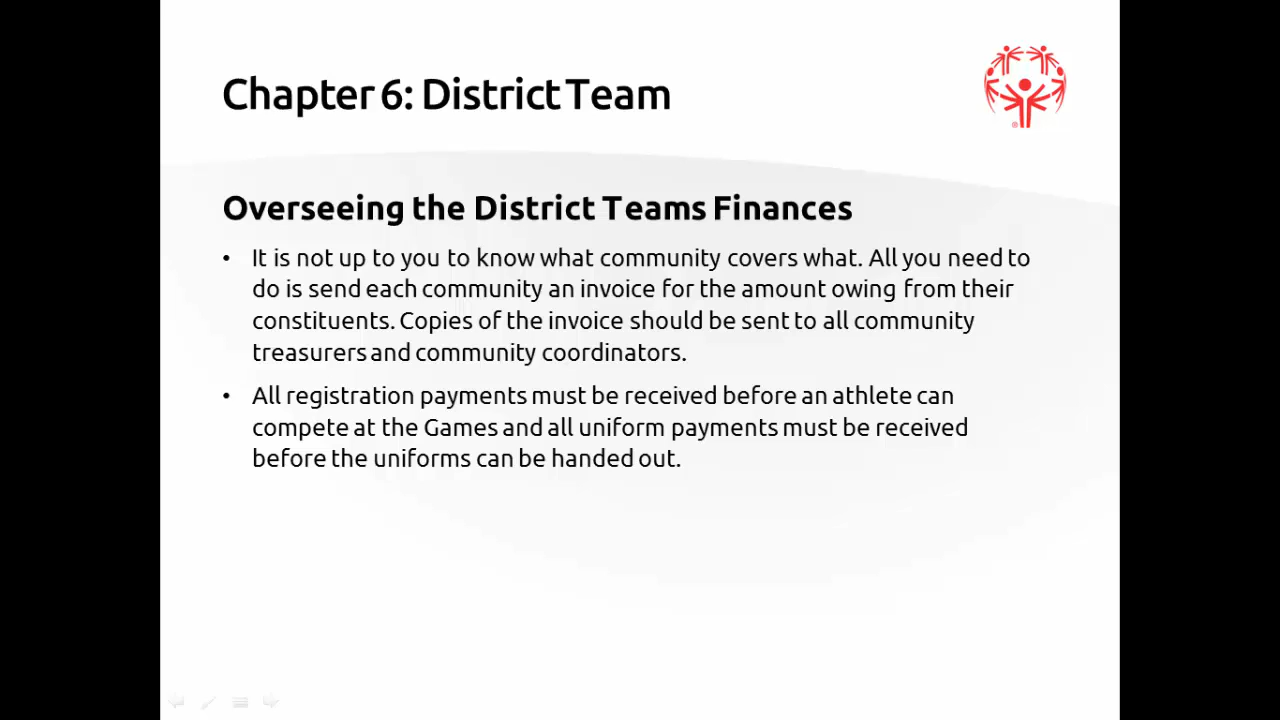 Chapter 6: District Team
Overseeing the District Teams Finances
• It is not up to you to know what community covers what. All you need to
do is send each community an invoice for the amount owing from their
constituents. Copies of the invoice should be sent to all community
treasurers and community coordinators.
• All registration payments must be received before an athlete can
compete at the Games and all uniform payments must be received
before the uniforms can be handed out.
®